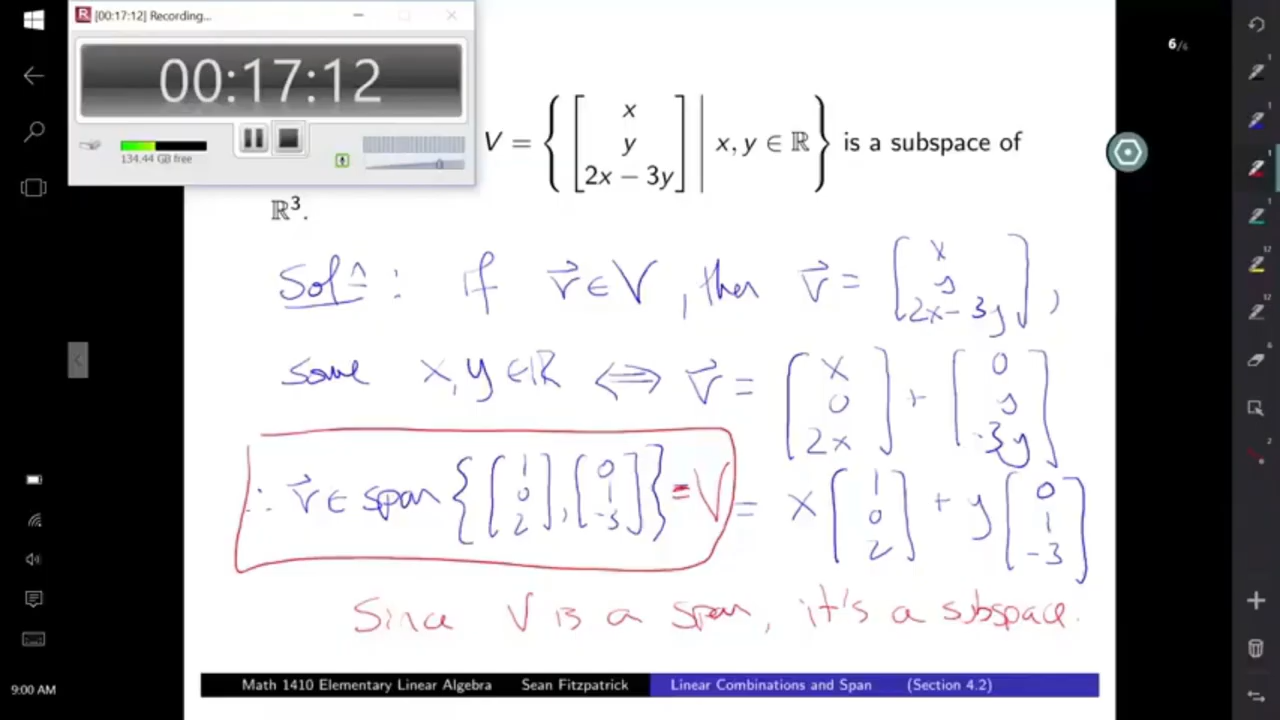 [00:17:12] Recording...
00:17:12
134.44 GB free
6/6
V = { [ x y 2x − 3y ] | x, y ∈ ℝ } is a subspace of
ℝ³.
Solⁿ : If v⃗ ∈ V, then v⃗ = [ x y 2x − 3y ],
some x, y ∈ ℝ ⟺ v⃗ = [ x 0 2x ] + [ 0 y -3y ]
∴ v⃗ ∈ span { [ 1 0 2 ], [ 0 1 -3 ] } = V = x [ 1 0 2 ] + y [ 0 1 -3 ]
Since V is a span, it's a subspace.
Math 1410 Elementary Linear Algebra Sean Fitzpatrick Linear Combinations and Span (Section 4.2)
9:00 AM